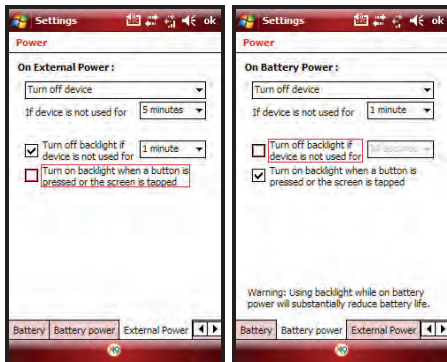 Settings
ok
Power
On External Power :
Turn off device
If device is not used for
5 minutes
Turn off backlight if
device is not used for
1 minute
Turn on backlight when a button is
pressed or the screen is tapped
Battery
Battery power
External Power
Settings
ok
Power
On Battery Power :
Turn off device
If device is not used for
1 minute
Turn off backlight if
device is not used for
Turn on backlight when a button is
pressed or the screen is tapped
Warning: Using backlight while on battery
power will substantially reduce battery life.
Battery
Battery power
External Power